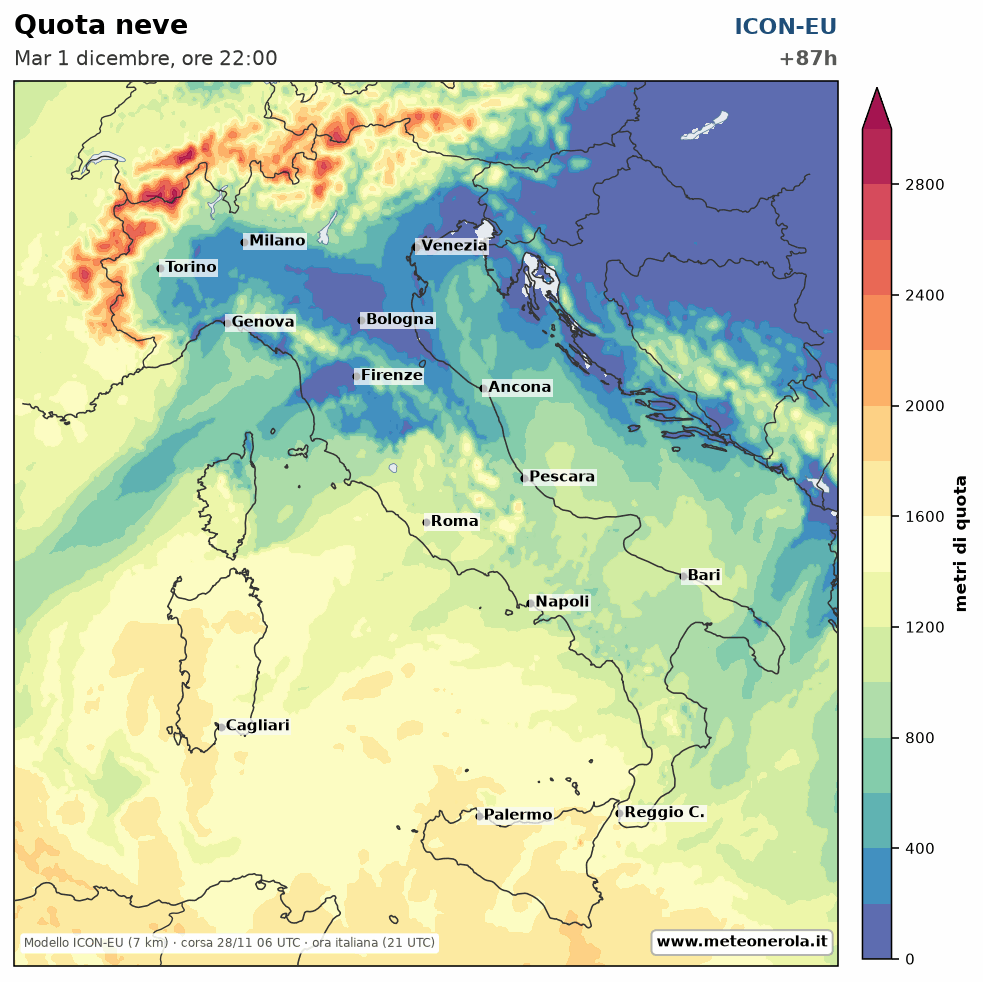 Quota neve
ICON-EU
Mar 1 dicembre, ore 22:00
+87h
Milano
Venezia
Torino
Genova
Bologna
Firenze
Ancona
Pescara
Roma
Bari
Napoli
Cagliari
Palermo
Reggio C.
2800
2400
2000
1600
1200
800
400
0
metri di quota
Modello ICON-EU (7 km) · corsa 28/11 06 UTC · ora italiana (21 UTC)
www.meteonerola.it